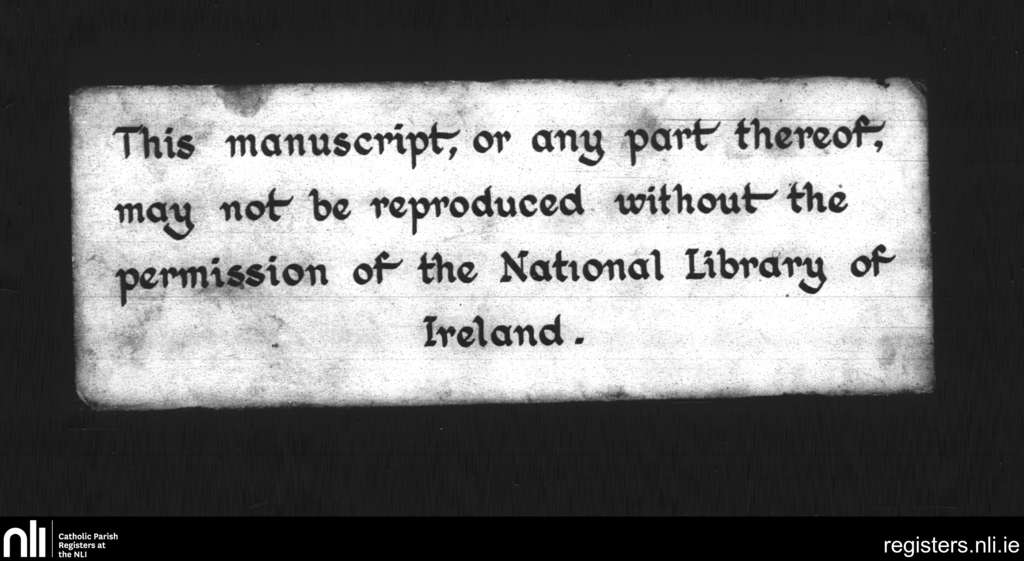 This manuscript, or any part thereof,
may not be reproduced without the
permission of the National Library of
Ireland.
nli
Catholic Parish
Registers at
the NLI
registers.nli.ie